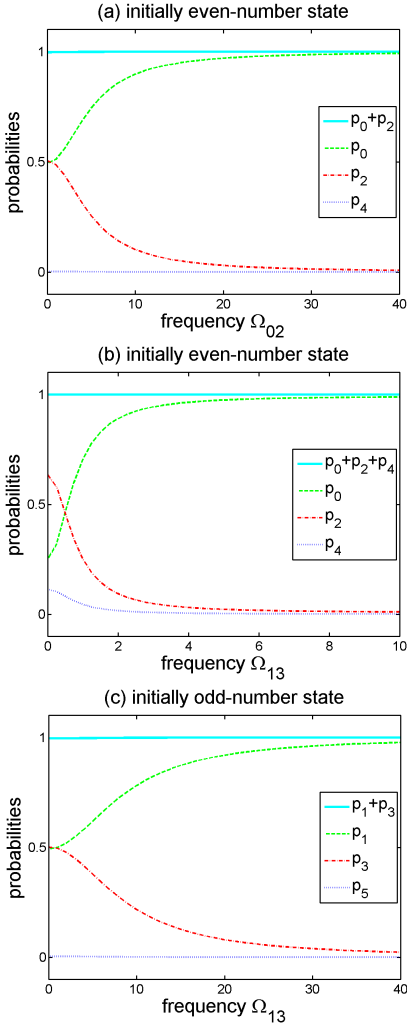 (a) initially even-number state
1
0.5
0
probabilities
p0+p2
p0
p2
p4
0 10 20 30 40
frequency Ω02
(b) initially even-number state
1
0.5
0
probabilities
p0+p2+p4
p0
p2
p4
0 2 4 6 8 10
frequency Ω13
(c) initially odd-number state
1
0.5
0
probabilities
p1+p3
p1
p3
p5
0 10 20 30 40
frequency Ω13